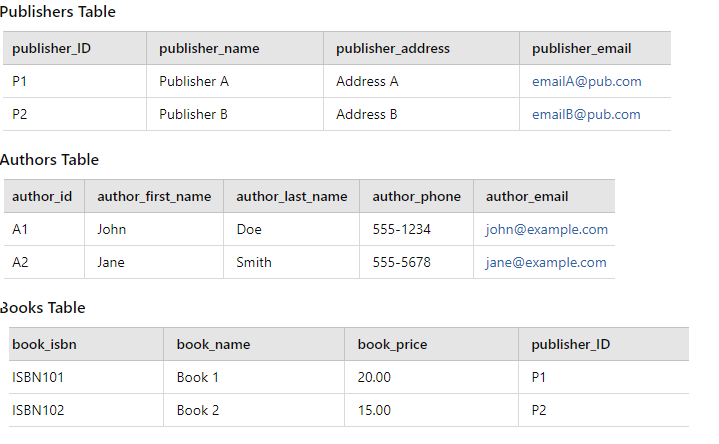 Publishers Table
publisher_ID publisher_name publisher_address publisher_email
P1 Publisher A Address A emailA@pub.com
P2 Publisher B Address B emailB@pub.com
Authors Table
author_id author_first_name author_last_name author_phone author_email
A1 John Doe 555-1234 john@example.com
A2 Jane Smith 555-5678 jane@example.com
Books Table
book_isbn book_name book_price publisher_ID
ISBN101 Book 1 20.00 P1
ISBN102 Book 2 15.00 P2